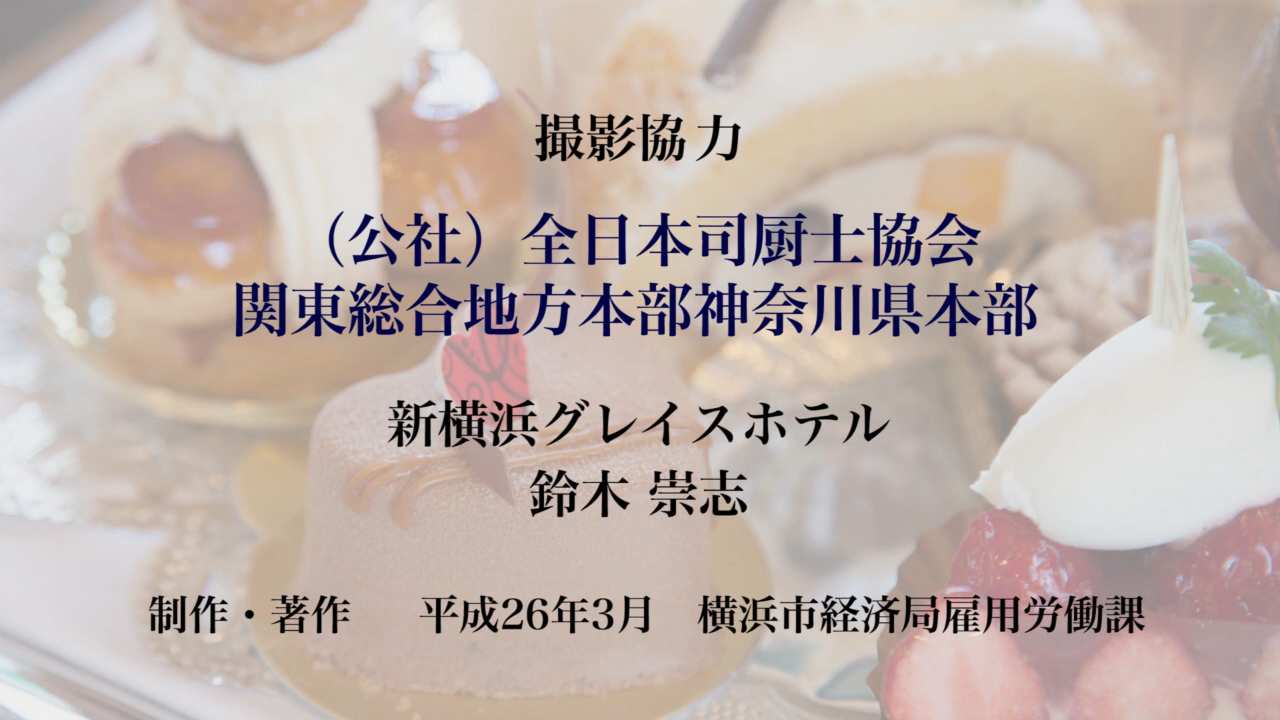 撮影協力
（公社）全日本司厨士協会
関東総合地方本部神奈川県本部
新横浜グレイスホテル
鈴木 崇志
制作・著作　平成26年3月　横浜市経済局雇用労働課